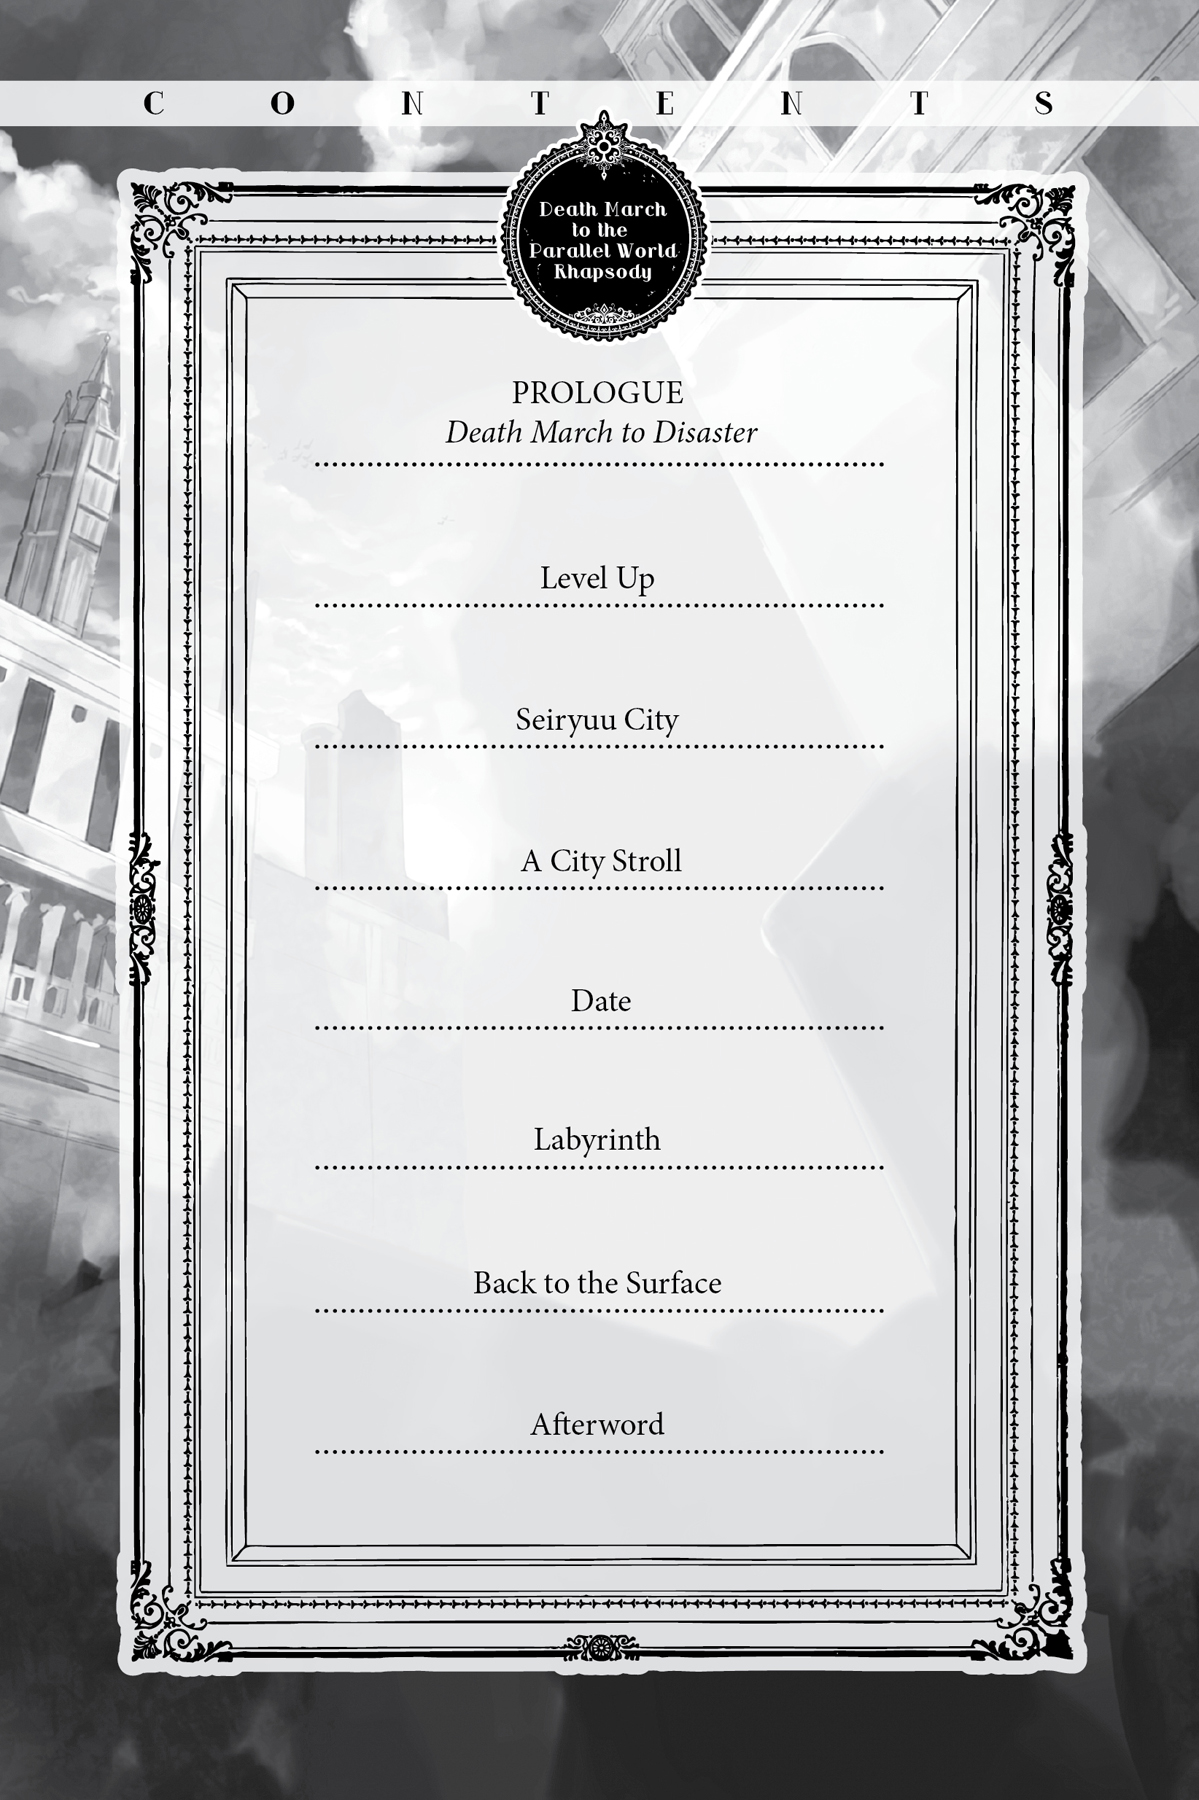 CONTENTS
Death March
to the
Parallel World
Rhapsody
PROLOGUE
Death March to Disaster
Level Up
Seiryuu City
A City Stroll
Date
Labyrinth
Back to the Surface
Afterword